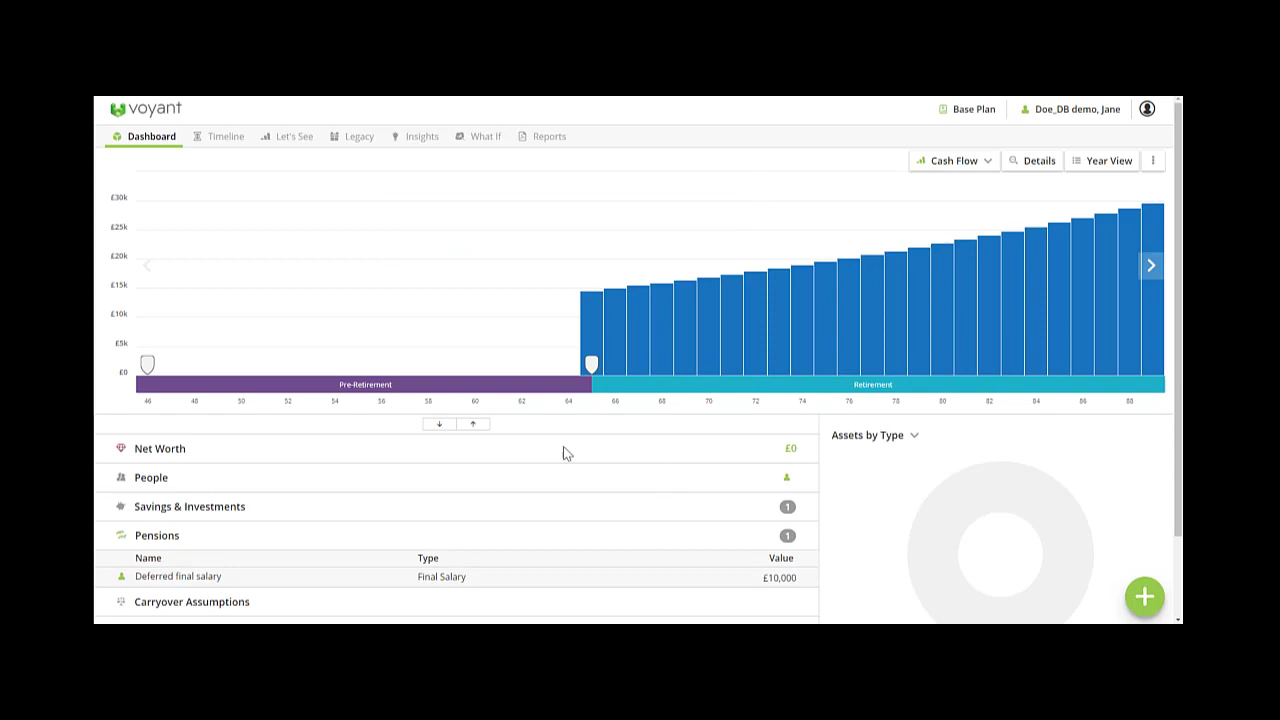 voyant
Base Plan
Doe_DB demo, Jane
Dashboard Timeline Let's See Legacy Insights What If Reports
Cash Flow Details Year View
£30k
£25k
£20k
£15k
£10k
£5k
£0
Pre-Retirement Retirement
46 48 50 52 54 56 58 60 62 64 66 68 70 72 74 76 78 80 82 84 86 88
Net Worth £0
Assets by Type
People
Savings & Investments 1
Pensions 1
Name Type Value
Deferred final salary Final Salary £10,000
Carryover Assumptions